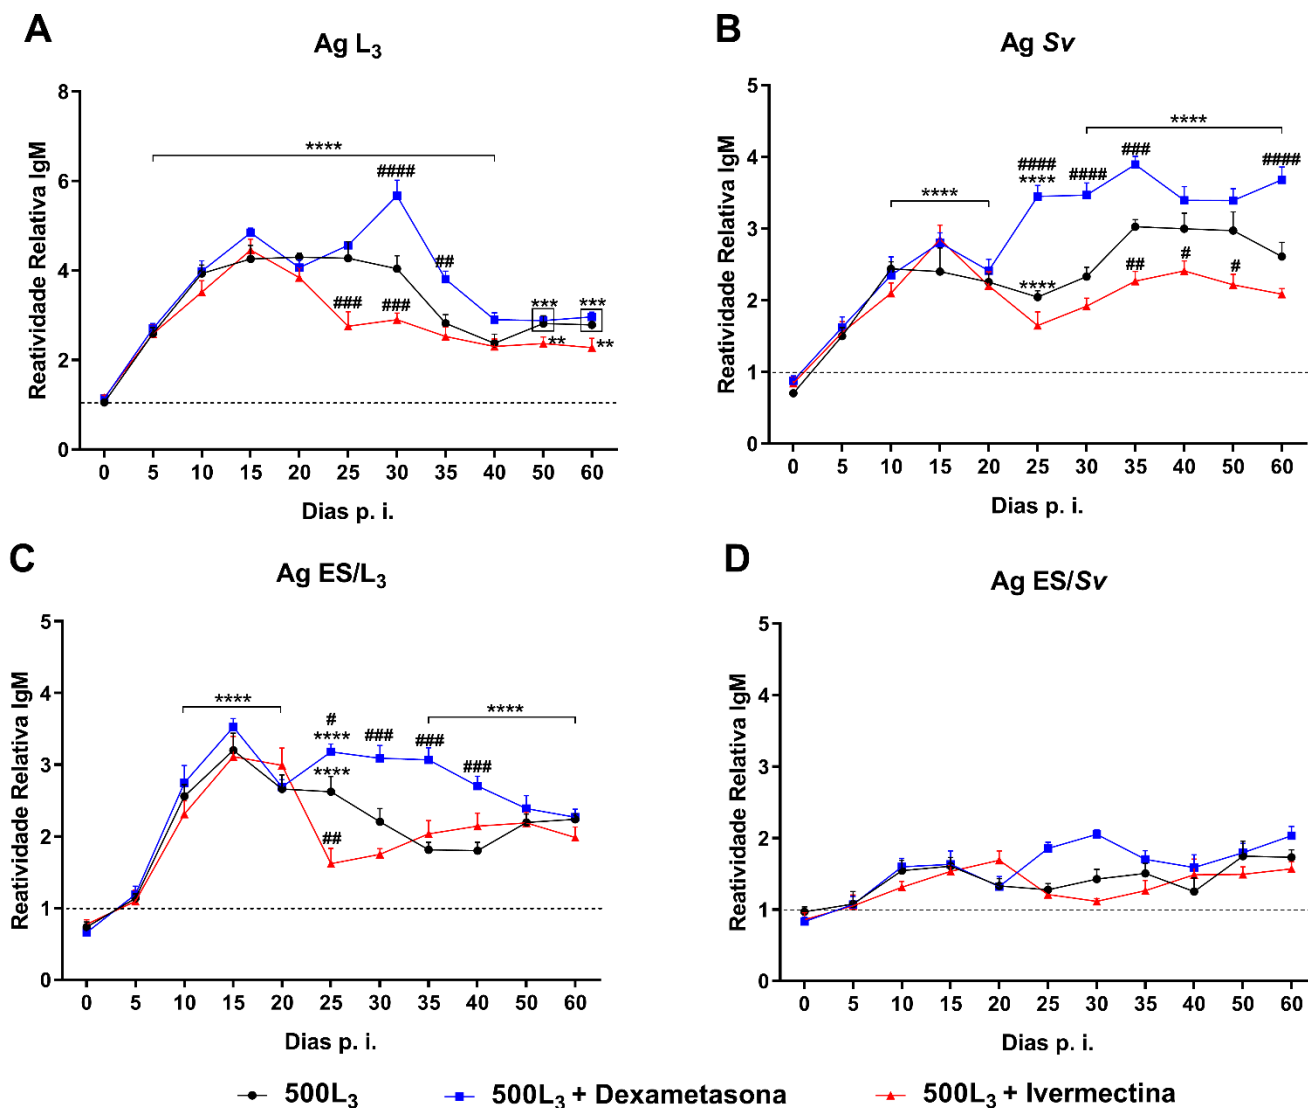 A
Ag L₃
Reatividade Relativa IgM
8
6
4
2
0
****
####
##
###
###
***
***
**
**
0 5 10 15 20 25 30 35 40 50 60
Dias p. i.
B
Ag Sv
Reatividade Relativa IgM
5
4
3
2
1
0
****
####
****
####
###
####
****
****
##
#
#
0 5 10 15 20 25 30 35 40 50 60
Dias p. i.
C
Ag ES/L₃
Reatividade Relativa IgM
5
4
3
2
1
0
****
#
****
****
##
###
###
###
****
0 5 10 15 20 25 30 35 40 50 60
Dias p. i.
D
Ag ES/Sv
Reatividade Relativa IgM
5
4
3
2
1
0
0 5 10 15 20 25 30 35 40 50 60
Dias p. i.
500L₃ 500L₃ + Dexametasona 500L₃ + Ivermectina